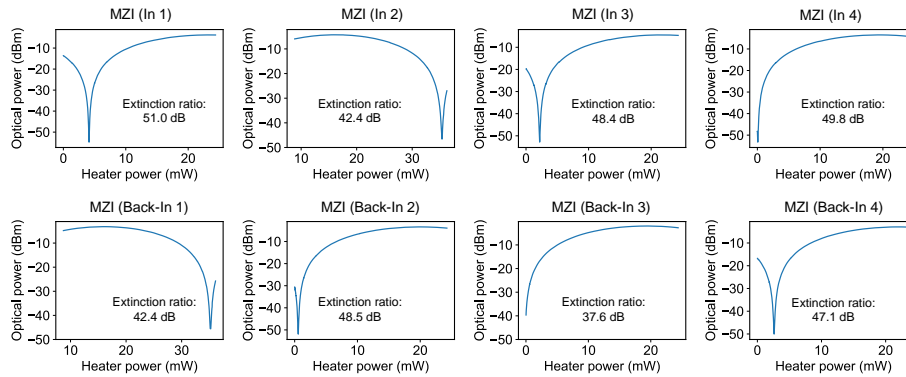 MZI (In 1)
MZI (In 2)
MZI (In 3)
MZI (In 4)
Optical power (dBm)
−10
−20
−30
−40
−50
Extinction ratio:
51.0 dB
0
10
20
Heater power (mW)
Optical power (dBm)
−10
−20
−30
−40
−50
Extinction ratio:
42.4 dB
10
20
30
Heater power (mW)
Optical power (dBm)
−10
−20
−30
−40
−50
Extinction ratio:
48.4 dB
0
10
20
Heater power (mW)
Optical power (dBm)
−10
−20
−30
−40
−50
Extinction ratio:
49.8 dB
0
10
20
Heater power (mW)
MZI (Back-In 1)
MZI (Back-In 2)
MZI (Back-In 3)
MZI (Back-In 4)
Optical power (dBm)
−10
−20
−30
−40
−50
Extinction ratio:
42.4 dB
10
20
30
Heater power (mW)
Optical power (dBm)
−10
−20
−30
−40
−50
Extinction ratio:
48.5 dB
0
10
20
Heater power (mW)
Optical power (dBm)
−10
−20
−30
−40
−50
Extinction ratio:
37.6 dB
0
10
20
Heater power (mW)
Optical power (dBm)
−10
−20
−30
−40
−50
Extinction ratio:
47.1 dB
0
10
20
Heater power (mW)